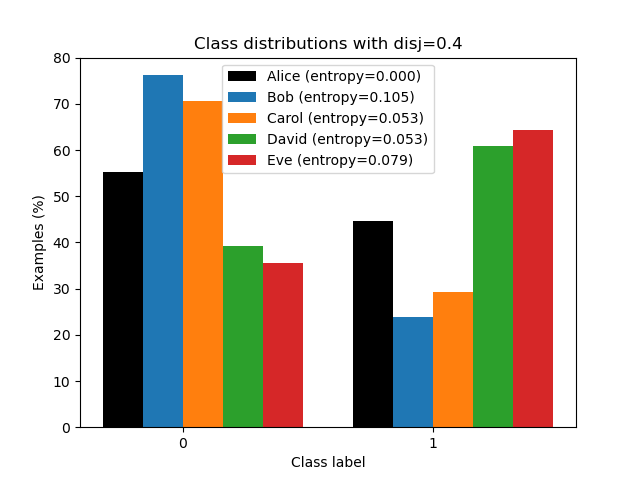 Class distributions with disj=0.4
Alice (entropy=0.000)
Bob (entropy=0.105)
Carol (entropy=0.053)
David (entropy=0.053)
Eve (entropy=0.079)
80
70
60
50
40
30
20
10
0
Examples (%)
0 1
Class label